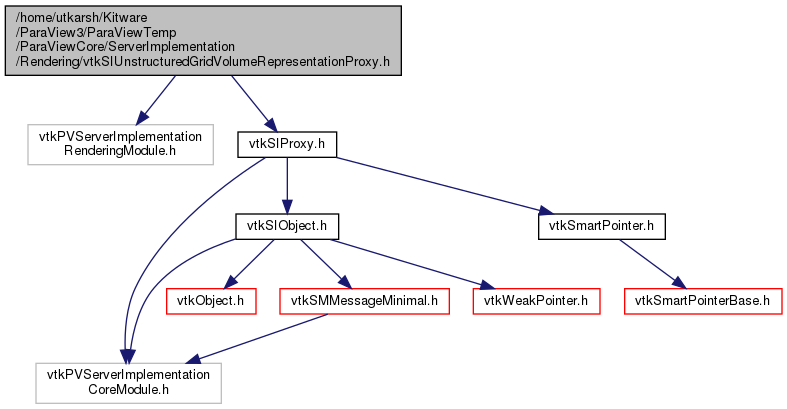 /home/utkarsh/Kitware
/ParaView3/ParaViewTemp
/ParaViewCore/ServerImplementation
/Rendering/vtkSIUnstructuredGridVolumeRepresentationProxy.h
vtkPVServerImplementation
RenderingModule.h
vtkSIProxy.h
vtkSIObject.h
vtkSmartPointer.h
vtkObject.h
vtkSMMessageMinimal.h
vtkWeakPointer.h
vtkSmartPointerBase.h
vtkPVServerImplementation
CoreModule.h